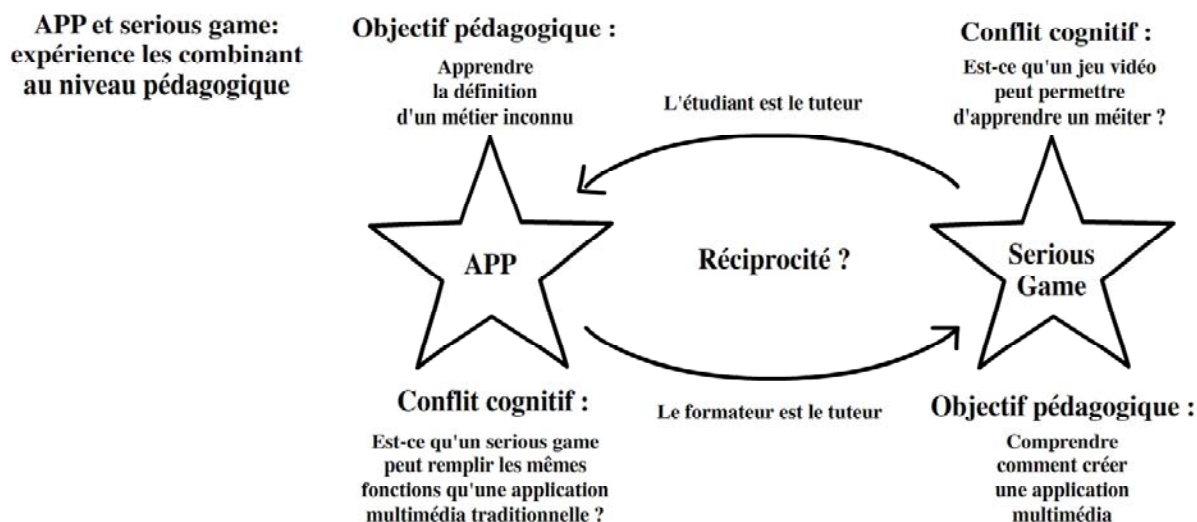 APP et serious game:
expérience les combinant
au niveau pédagogique
Objectif pédagogique :
Apprendre
la définition
d'un métier inconnu
Conflit cognitif :
Est-ce qu'un jeu vidéo
peut permettre
d'apprendre un méiter ?
L'étudiant est le tuteur
APP
Réciprocité ?
Serious
Game
Conflit cognitif :
Est-ce qu'un serious game
peut remplir les mêmes
fonctions qu'une application
multimédia traditionnelle ?
Le formateur est le tuteur
Objectif pédagogique :
Comprendre
comment créer
une application
multimédia